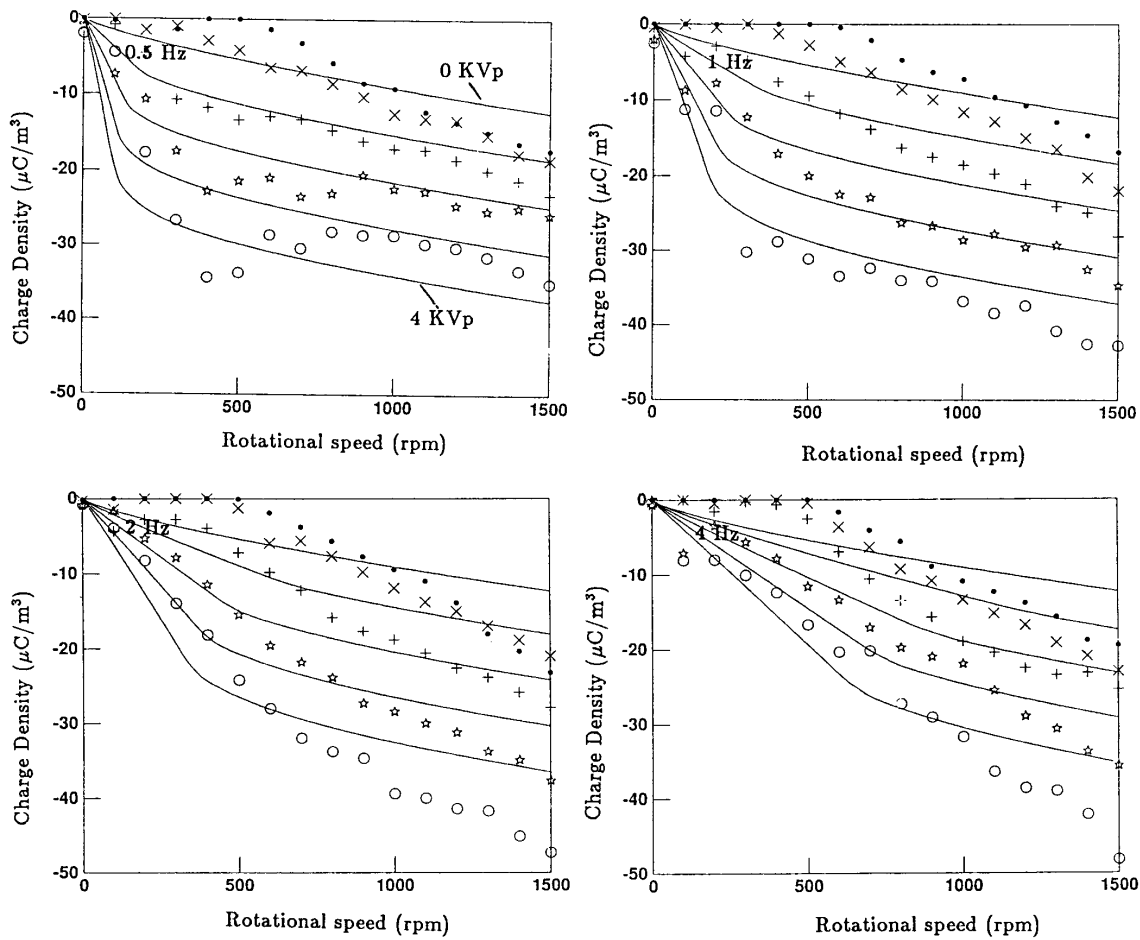 0
-10
-20
-30
-40
-50
Charge Density (μC/m³)
0.5 Hz
0 KVp
4 KVp
0
500
1000
1500
Rotational speed (rpm)
0
-10
-20
-30
-40
-50
Charge Density (μC/m³)
1 Hz
0
500
1000
1500
Rotational speed (rpm)
0
-10
-20
-30
-40
-50
Charge Density (μC/m³)
2 Hz
0
500
1000
1500
Rotational speed (rpm)
0
-10
-20
-30
-40
-50
Charge Density (μC/m³)
4 Hz
0
500
1000
1500
Rotational speed (rpm)